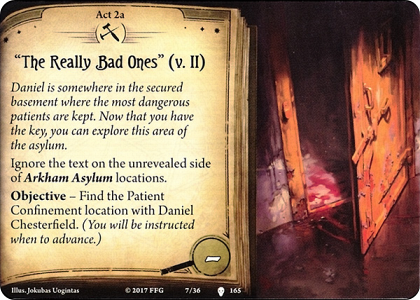 Act 2a
“The Really Bad Ones” (v. II)
Daniel is somewhere in the secured
basement where the most dangerous
patients are kept. Now that you have
the key, you can explore this area of
the asylum.
Ignore the text on the unrevealed side
of Arkham Asylum locations.
Objective – Find the Patient
Confinement location with Daniel
Chesterfield. (You will be instructed
when to advance.)
–
Illus. Jokubas Uogintas
© 2017 FFG
7/36
165